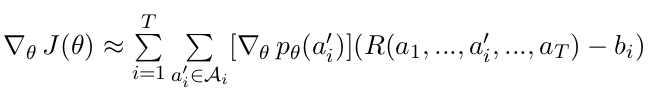 ∇_θ J(θ) ≈ ∑_{i=1}^{T} ∑_{a′_i∈𝒜_i} [∇_θ p_θ(a′_i)](R(a_1, ..., a′_i, ..., a_T) − b_i)